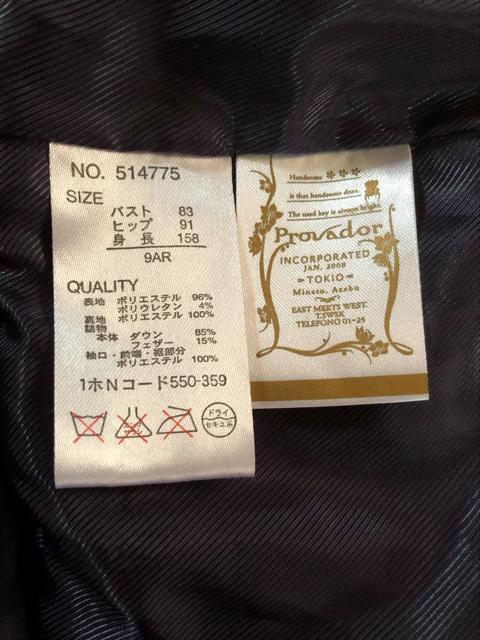 NO. 514775
SIZE
バスト 83
ヒップ 91
身長 158
9AR
QUALITY
表地 ポリエステル 96%
ポリウレタン 4%
裏地 ポリエステル 100%
詰物
本体 ダウン 85%
フェザー 15%
袖口・前端・裾部分
ポリエステル 100%
1ホNコード550-359
ドライ
セキユ系
Handsome
is that handsome does.
The used key is always bright.
Provador
INCORPORATED
JAN. 2008
TOKIO
Minato, Azabu
EAST MEETS WEST.
T.SWSK
TELEFONO 01-25